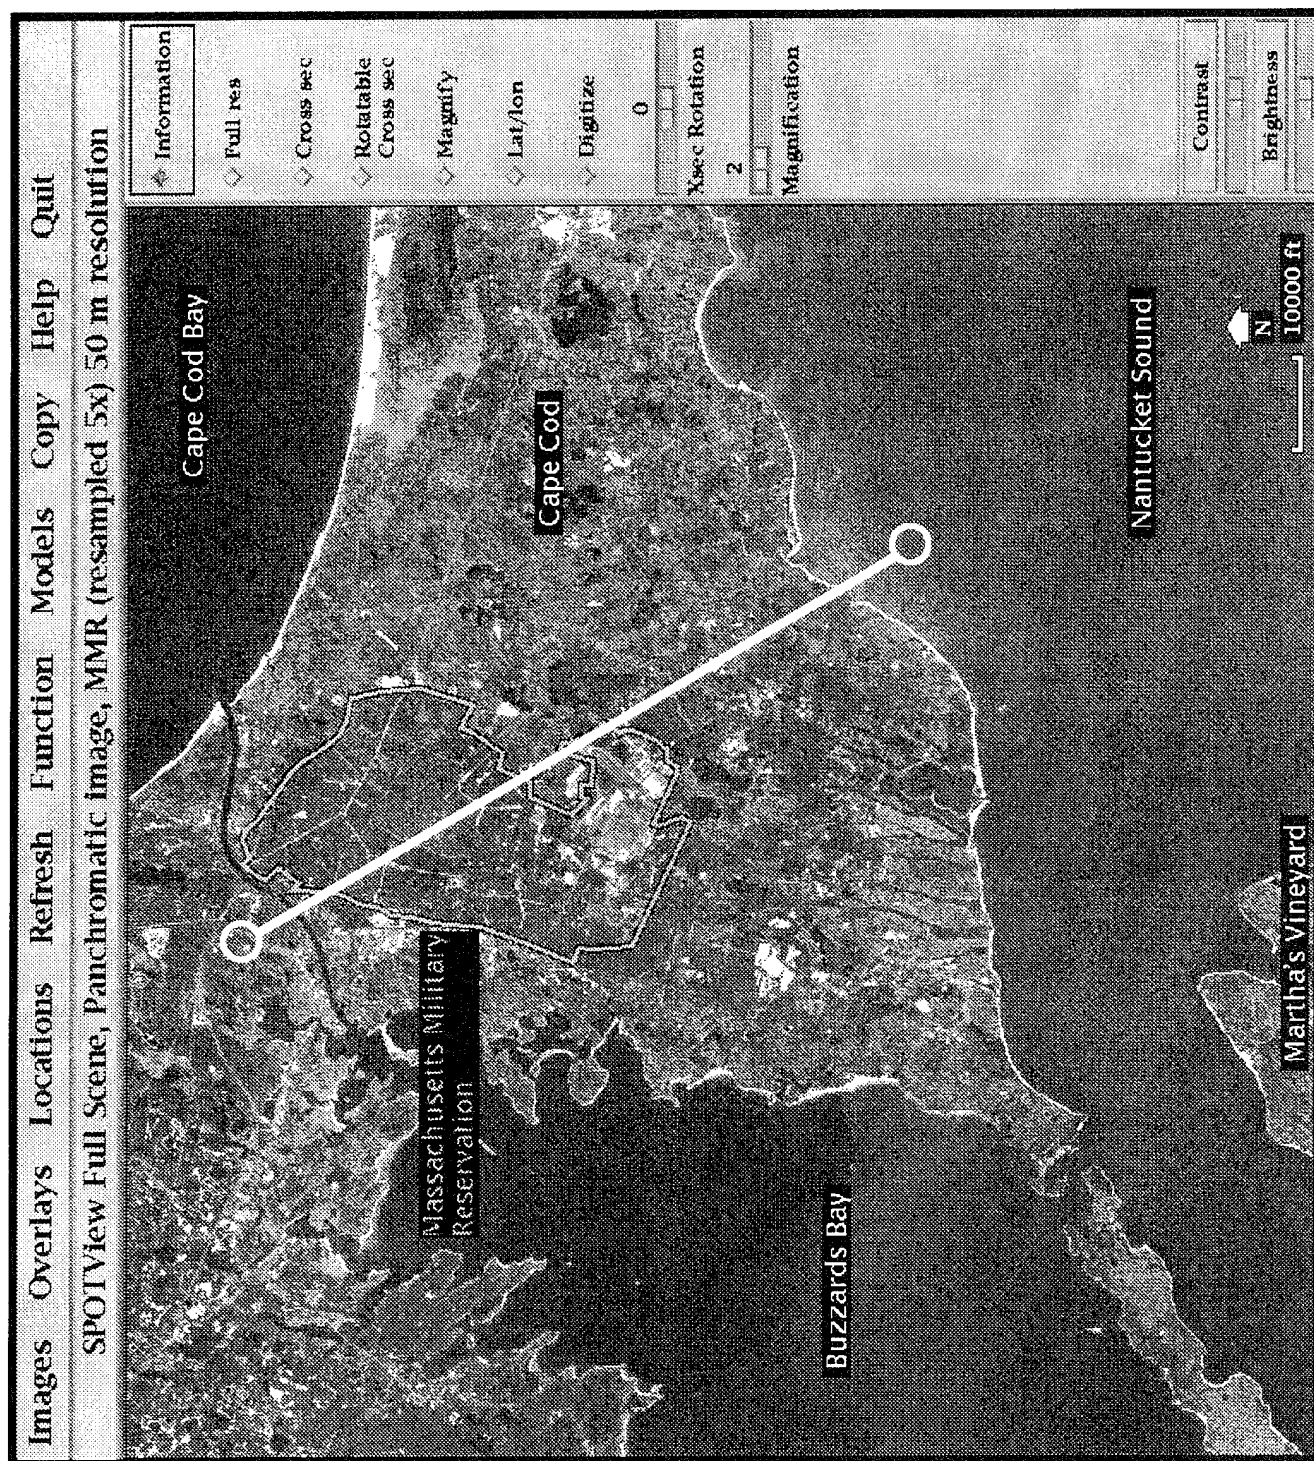 Images Overlays Locations Refresh Function Models Copy Help Quit
SPOTView Full Scene, Panchromatic image, MMR (resampled 5x) 50 m resolution
Cape Cod Bay
Massachusetts Military
Reservation
Cape Cod
Buzzards Bay
Nantucket Sound
Martha's Vineyard
N
10000 ft
Information
Full res
Cross sec
Rotatable
Cross sec
Magnify
Lat/lon
Digitize
0
Xsec Rotation
2
Magnification
Contrast
Brightness